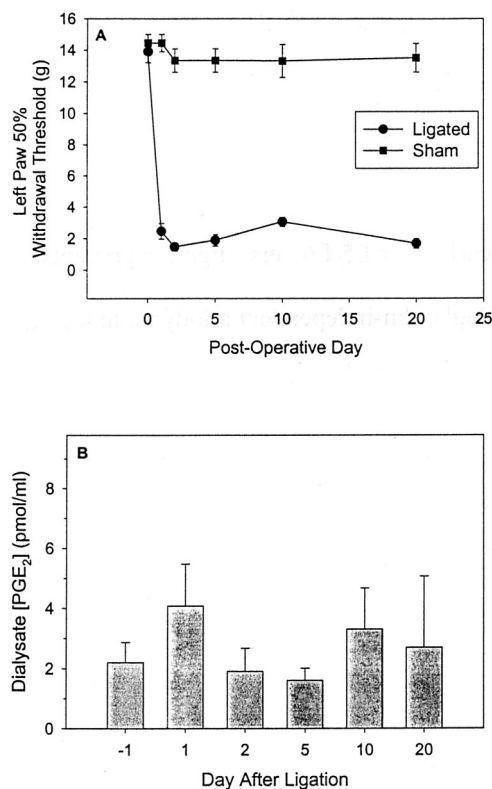 A
16
14
12
10
8
6
4
2
0
Left Paw 50%
Withdrawal Threshold (g)
Ligated
Sham
0 5 10 15 20 25
Post-Operative Day
B
8
6
4
2
0
Dialysate [PGE₂] (pmol/ml)
-1 1 2 5 10 20
Day After Ligation